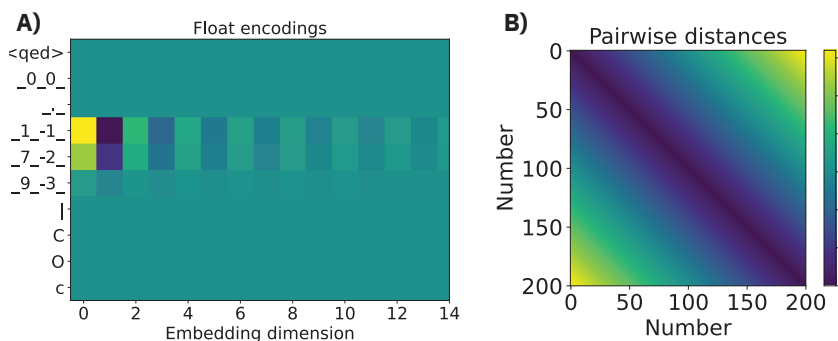 A)
Float encodings
<qed>
_0_0_
_._
_1_-1_
_7_-2_
_9_-3_
|
C
O
c
0 2 4 6 8 10 12 14
Embedding dimension
B)
Pairwise distances
Number
0
50
100
150
200
0 50 100 150 200
Number